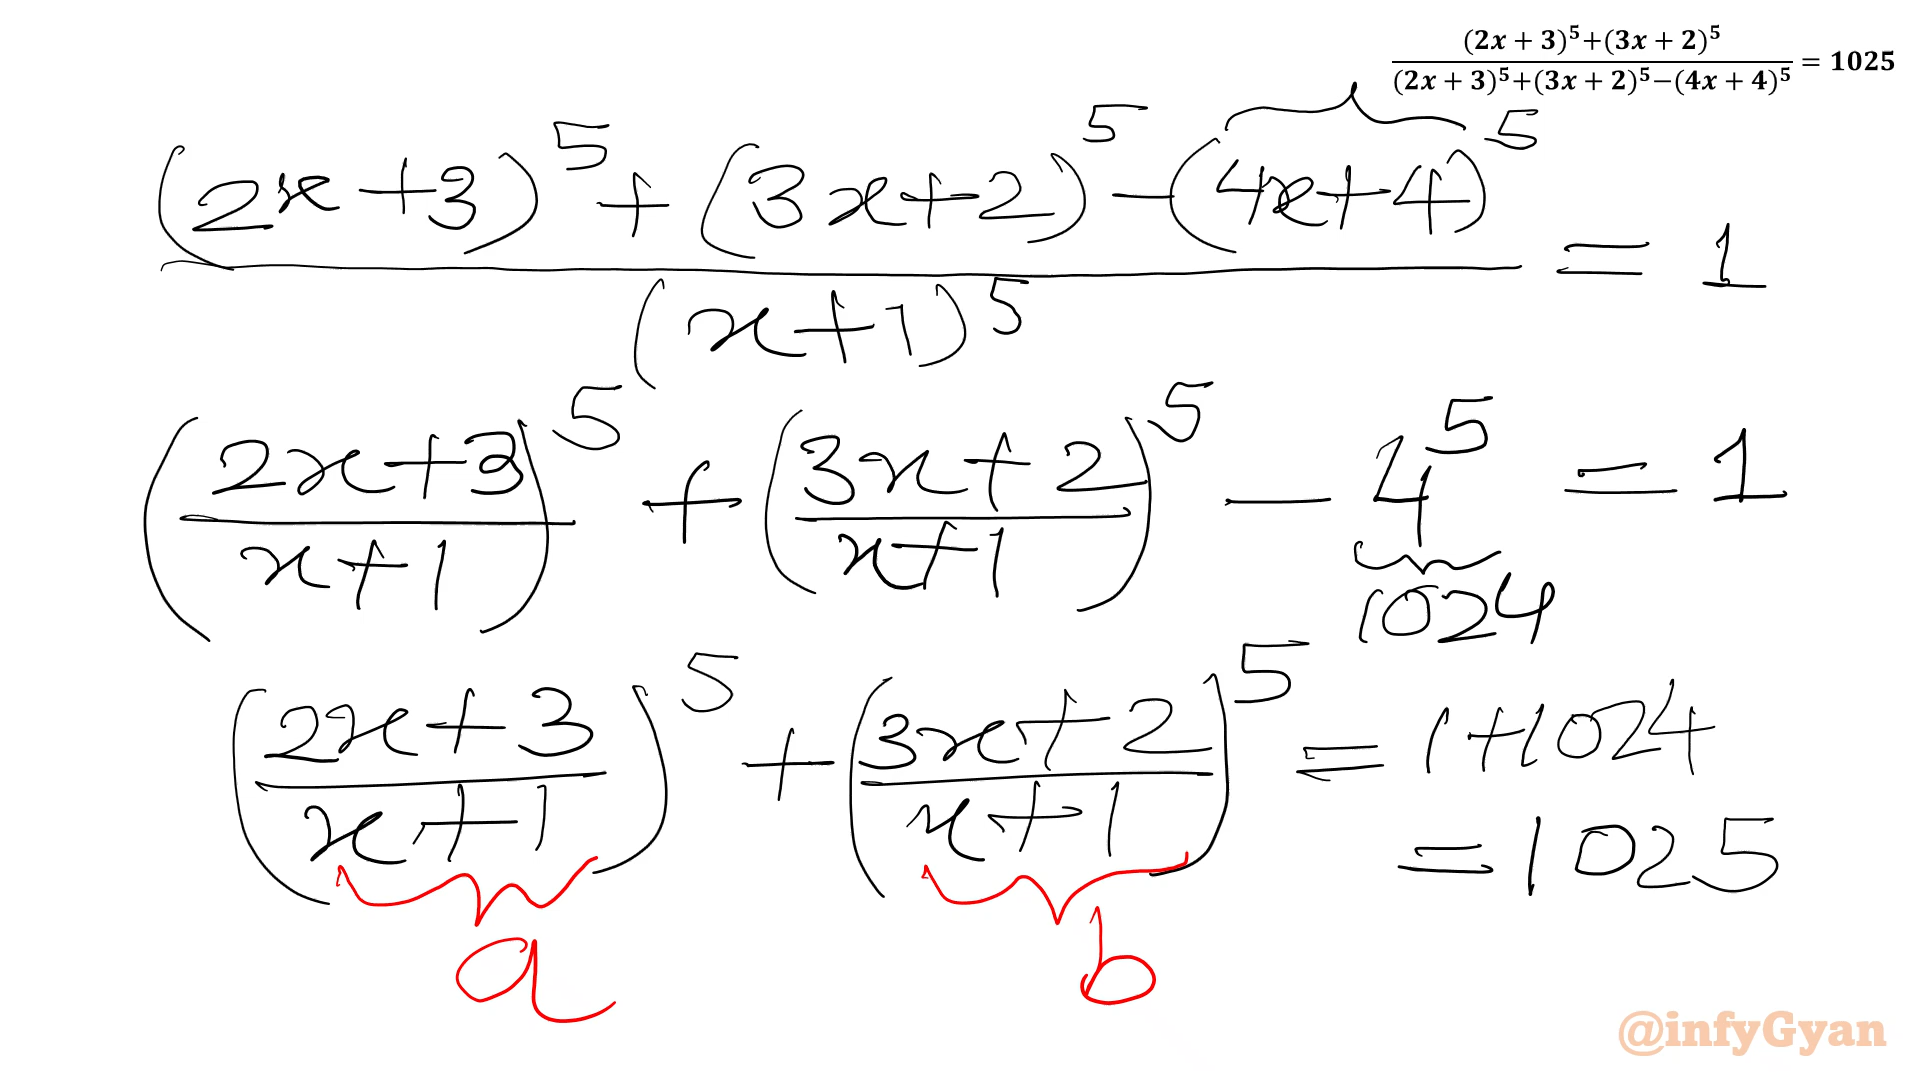 (2x + 3)⁵+(3x + 2)⁵ / (2x + 3)⁵+(3x + 2)⁵−(4x + 4)⁵ = 1025
(2x+3)⁵ + (3x+2)⁵ − (4x+4)⁵ / (x+1)⁵ = 1
(2x+3 / x+1)⁵ + (3x+2 / x+1)⁵ − 4⁵ = 1
1024
(2x+3 / x+1)⁵ + (3x+2 / x+1)⁵ = 1+1024
= 1025
a b
@infyGyan